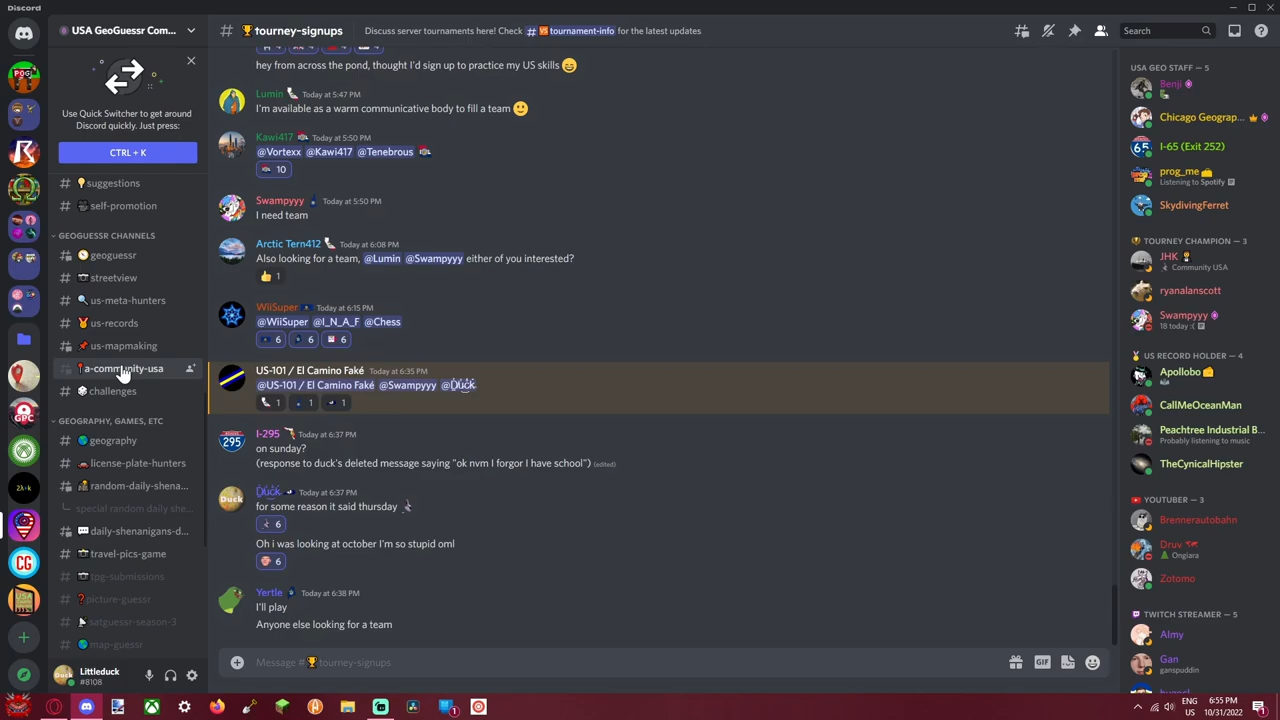 Discord
USA GeoGuessr Com...
tourney-signups
Discuss server tournaments here! Check # tournament-info for the latest updates
Search
Use Quick Switcher to get around
Discord quickly. Just press:
CTRL + K
suggestions
self-promotion
GEOGUESSR CHANNELS
geoguessr
streetview
us-meta-hunters
us-records
us-mapmaking
a-community-usa
challenges
GEOGRAPHY, GAMES, ETC
geography
license-plate-hunters
random-daily-shena...
special random daily she...
daily-shenanigans-d...
travel-pics-game
tpg-submissions
picture-guessr
satguessr-season-3
map-guessr
Littleduck
#8108
hey from across the pond, thought I'd sign up to practice my US skills
Lumin Today at 5:47 PM
I'm available as a warm communicative body to fill a team
Kawi417 Today at 5:50 PM
@Vortexx @Kawi417 @Tenebrous
10
Swampyyy Today at 5:50 PM
I need team
Arctic Tern412 Today at 6:08 PM
Also looking for a team, @Lumin @Swampyyy either of you interested?
1
WiiSuper Today at 6:15 PM
@WiiSuper @I_N_A_F @Chess
6 6 6
US-101 / El Camino Faké Today at 6:35 PM
@US-101 / El Camino Faké @Swampyyy
1 1 1
295
I-295 Today at 6:37 PM
on sunday?
(response to duck's deleted message saying "ok nvm I forgor I have school") (edited)
Duck
Today at 6:37 PM
for some reason it said thursday
6
Oh i was looking at october I'm so stupid oml
6
Yertle Today at 6:38 PM
I'll play
Anyone else looking for a team
Message # tourney-signups
GIF
USA GEO STAFF — 5
Benji
Chicago Geograp...
65
I-65 (Exit 252)
prog_me
Listening to Spotify
SkydivingFerret
TOURNEY CHAMPION — 3
JHK
Community USA
ryanalanscott
Swampyyy
18 today :(
US RECORD HOLDER — 4
Apollobo
CallMeOceanMan
Peachtree Industrial B...
Probably listening to music
TheCynicalHipster
YOUTUBER — 3
Brennerautobahn
Druv
Ongiara
Zotomo
TWITCH STREAMER — 5
Almy
Gan
ganspuddin
POG
GPC
CG
ENG
US
6:55 PM
10/31/2022